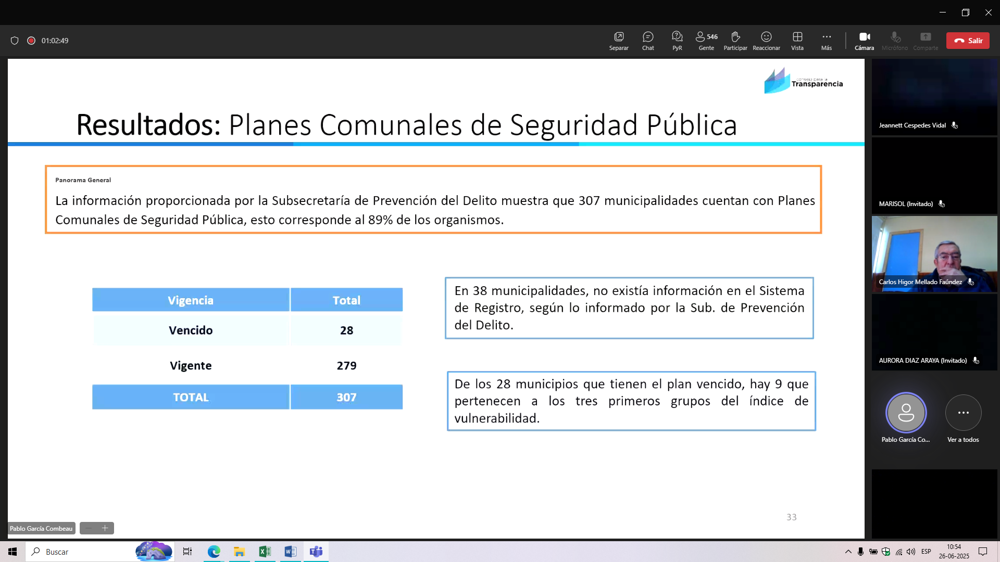 01:02:49
Separar
Chat
PyR
546
Gente
Participar
Reaccionar
Vista
Más
Cámara
Micrófono
Comparte
Salir
consejo para la
Transparencia
Resultados: Planes Comunales de Seguridad Pública
Panorama General
La información proporcionada por la Subsecretaría de Prevención del Delito muestra que 307 municipalidades cuentan con Planes
Comunales de Seguridad Pública, esto corresponde al 89% de los organismos.
Vigencia Total
Vencido 28
Vigente 279
TOTAL 307
En 38 municipalidades, no existía información en el Sistema
de Registro, según lo informado por la Sub. de Prevención
del Delito.
De los 28 municipios que tienen el plan vencido, hay 9 que
pertenecen a los tres primeros grupos del índice de
vulnerabilidad.
33
Pablo García Combeau
Jeannett Cespedes Vidal
MARISOL (Invitado)
Carlos Higor Mellado Faúndez
AURORA DIAZ ARAYA (Invitado)
Pablo García Co...
Ver a todos
Buscar
ESP
10:54
26-06-2025